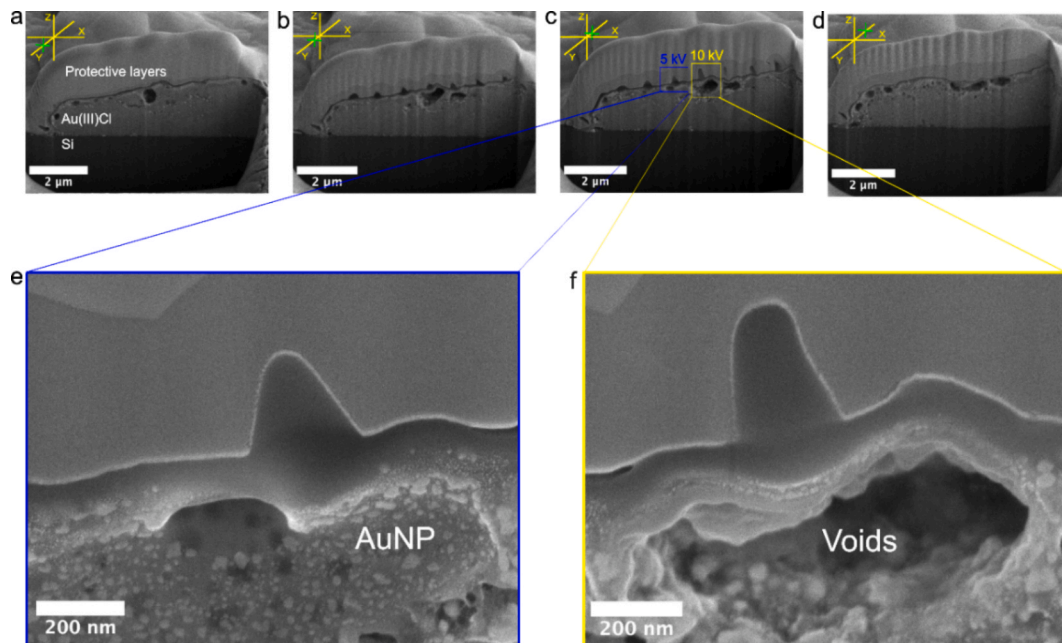 a
Z
X
Y
Protective layers
Au(III)Cl
Si
2 µm
b
Z
X
Y
2 µm
c
Z
X
Y
5 kV
10 kV
2 µm
d
Z
X
Y
2 µm
e
AuNP
200 nm
f
Voids
200 nm